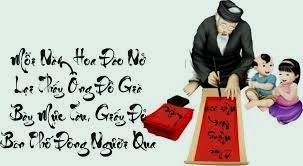 Mỗi Năm Hoa Đào Nở
Lại Thấy Ông Đồ Già
Bày Mực Tàu, Giấy Đỏ
Bên Phố Đông Người Qua